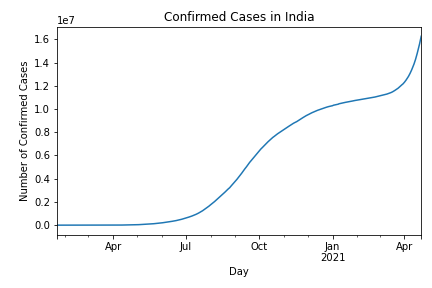 Confirmed Cases in India
1e7
1.6
1.4
1.2
1.0
0.8
0.6
0.4
0.2
0.0
Number of Confirmed Cases
Apr
Jul
Oct
Jan
2021
Apr
Day